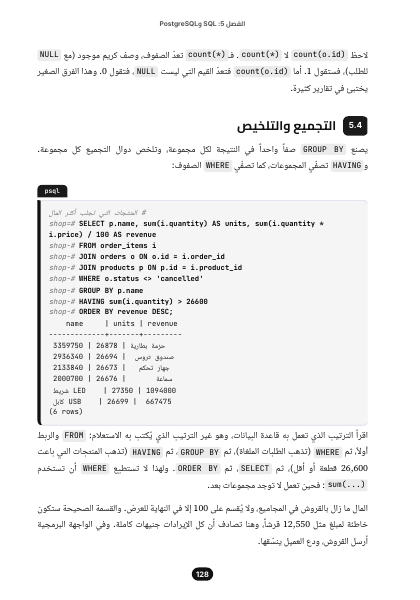 الفصل 5: SQL وPostgreSQL
لاحظ count(o.id) لا count(*). فـ count(*) تعدّ الصفوف، وصف كريم موجود (مع NULL
للطلب)، فستقول 1. أما count(o.id) فتعدّ القيم التي ليست NULL، فتقول 0. وهذا الفرق الصغير
يختبئ في تقارير كثيرة.
5.4 التجميع والتلخيص
يصنع GROUP BY صفاً واحداً في النتيجة لكل مجموعة، وتلخص دوال التجميع كل مجموعة.
و HAVING تصفّي المجموعات، كما تصفّي WHERE الصفوف:
psql
# المنتجات التي تجلب أكثر المال
shop=# SELECT p.name, sum(i.quantity) AS units, sum(i.quantity *
i.price) / 100 AS revenue
shop-# FROM order_items i
shop-# JOIN orders o ON o.id = i.order_id
shop-# JOIN products p ON p.id = i.product_id
shop-# WHERE o.status <> 'cancelled'
shop-# GROUP BY p.name
shop-# HAVING sum(i.quantity) > 26600
shop-# ORDER BY revenue DESC;
name | units | revenue
-------------+-------+---------
حزمة بطارية | 26878 | 3359750
صندوق تروس | 26694 | 2936340
جهاز تحكم | 26673 | 2133840
سماعة | 26676 | 2000700
شريط LED | 27350 | 1094000
كابل USB | 26699 | 667475
(6 rows)
اقرأ الترتيب الذي تعمل به قاعدة البيانات، وهو غير الترتيب الذي يُكتب به الاستعلام: FROM والربط
أولاً، ثم WHERE (تذهب الطلبات الملغاة)، ثم GROUP BY، ثم HAVING (تذهب المنتجات التي باعت
26,600 قطعة أو أقل)، ثم SELECT، ثم ORDER BY. ولهذا لا تستطيع WHERE أن تستخدم
sum(...): فحين تعمل لا توجد مجموعات بعد.
المال ما زال بالقروش في المجاميع، ولا يُقسم على 100 إلا في النهاية للعرض. والقسمة الصحيحة ستكون
خاطئة لمبلغ مثل 12,550 قرشاً، وهنا تصادف أن كل الإيرادات جنيهات كاملة. وفي الواجهة البرمجية
أرسل القروش، ودع العميل ينسّقها.
128